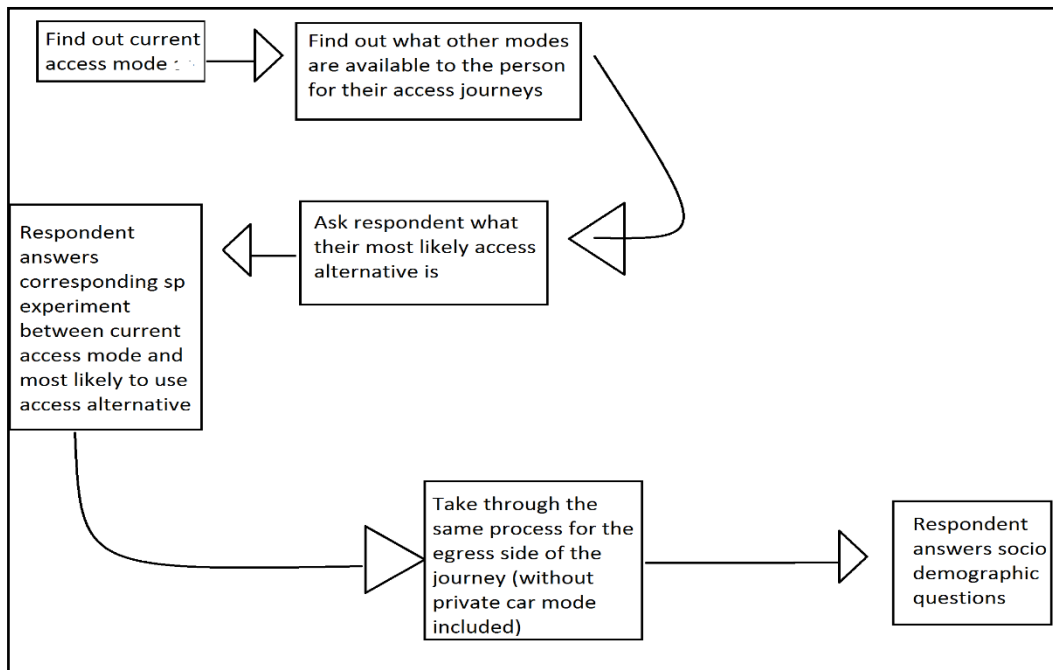 Find out current
access mode
Find out what other modes
are available to the person
for their access journeys
Ask respondent what
their most likely access
alternative is
Respondent
answers
corresponding sp
experiment
between current
access mode and
most likely to use
access alternative
Take through the
same process for the
egress side of the
journey (without
private car mode
included)
Respondent
answers socio
demographic
questions